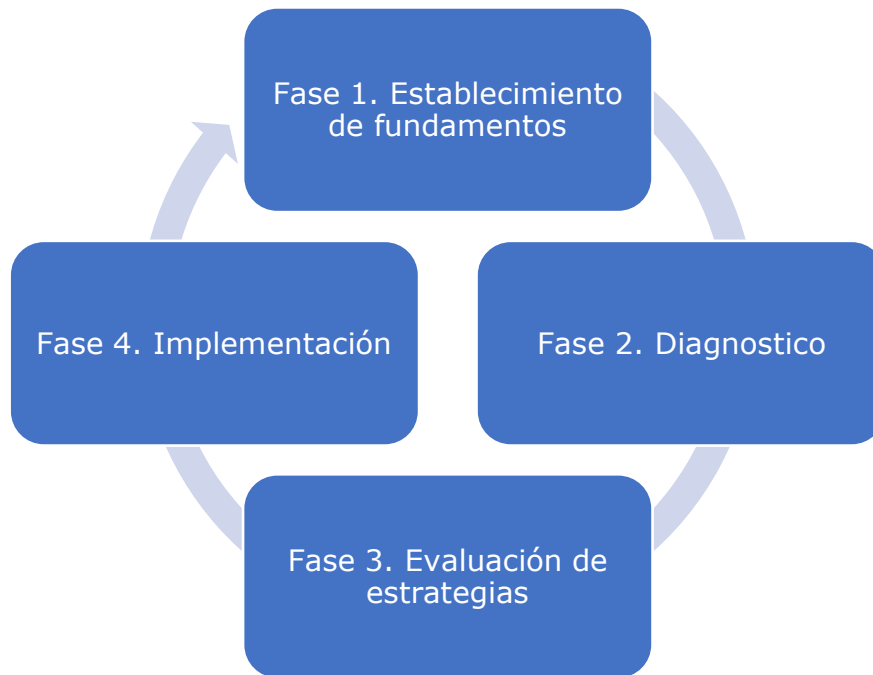 Fase 1. Establecimiento
de fundamentos
Fase 2. Diagnostico
Fase 3. Evaluación de
estrategias
Fase 4. Implementación